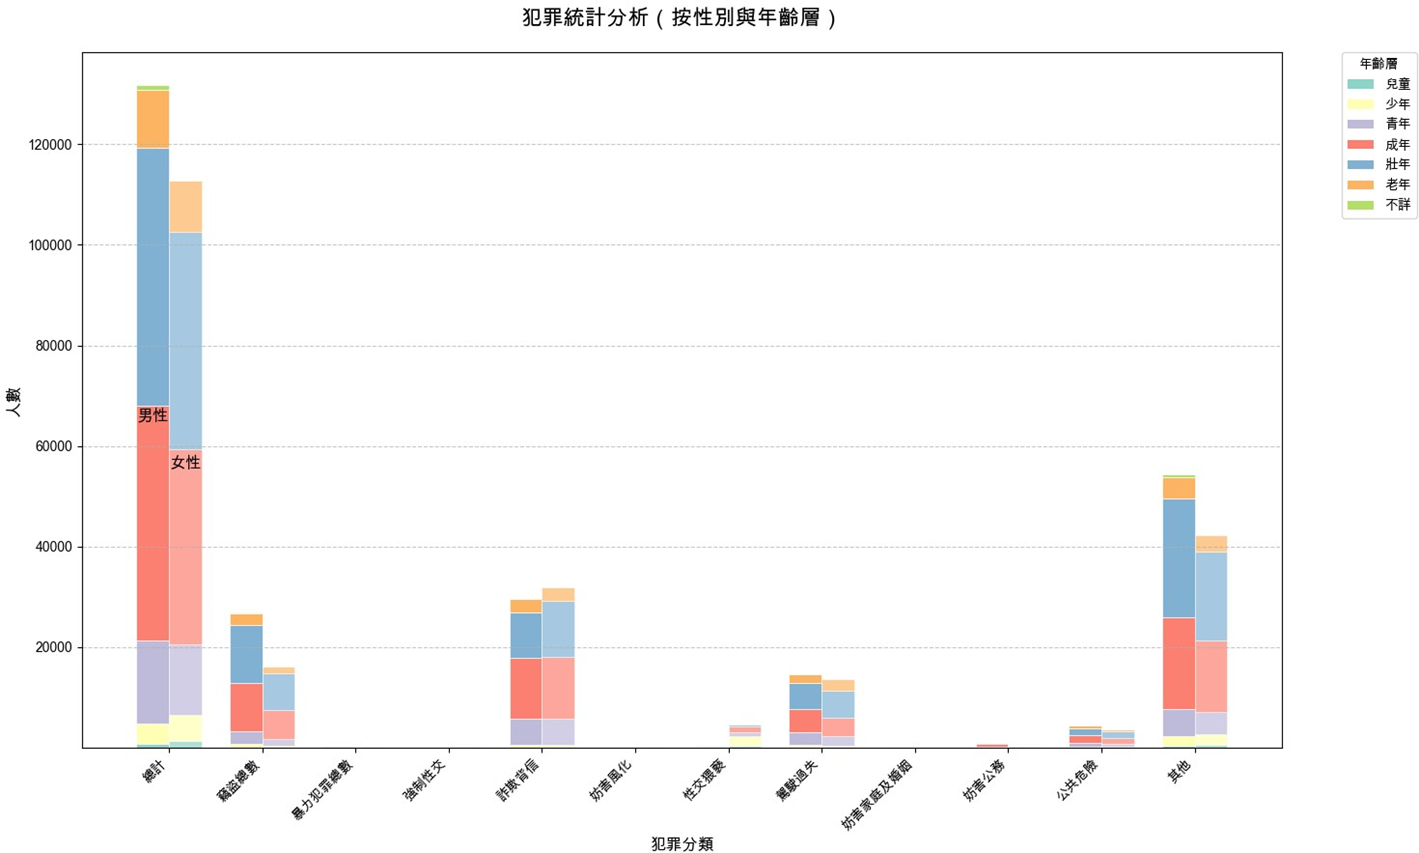 犯罪統計分析（按性別與年齡層）
年齡層
兒童
少年
青年
成年
壯年
老年
不詳
人數
120000
100000
80000
60000
40000
20000
男性
女性
總計
竊盜總數
暴力犯罪總數
強制性交
詐欺背信
妨害風化
性交猥褻
駕駛過失
妨害家庭及婚姻
妨害公務
公共危險
其他
犯罪分類